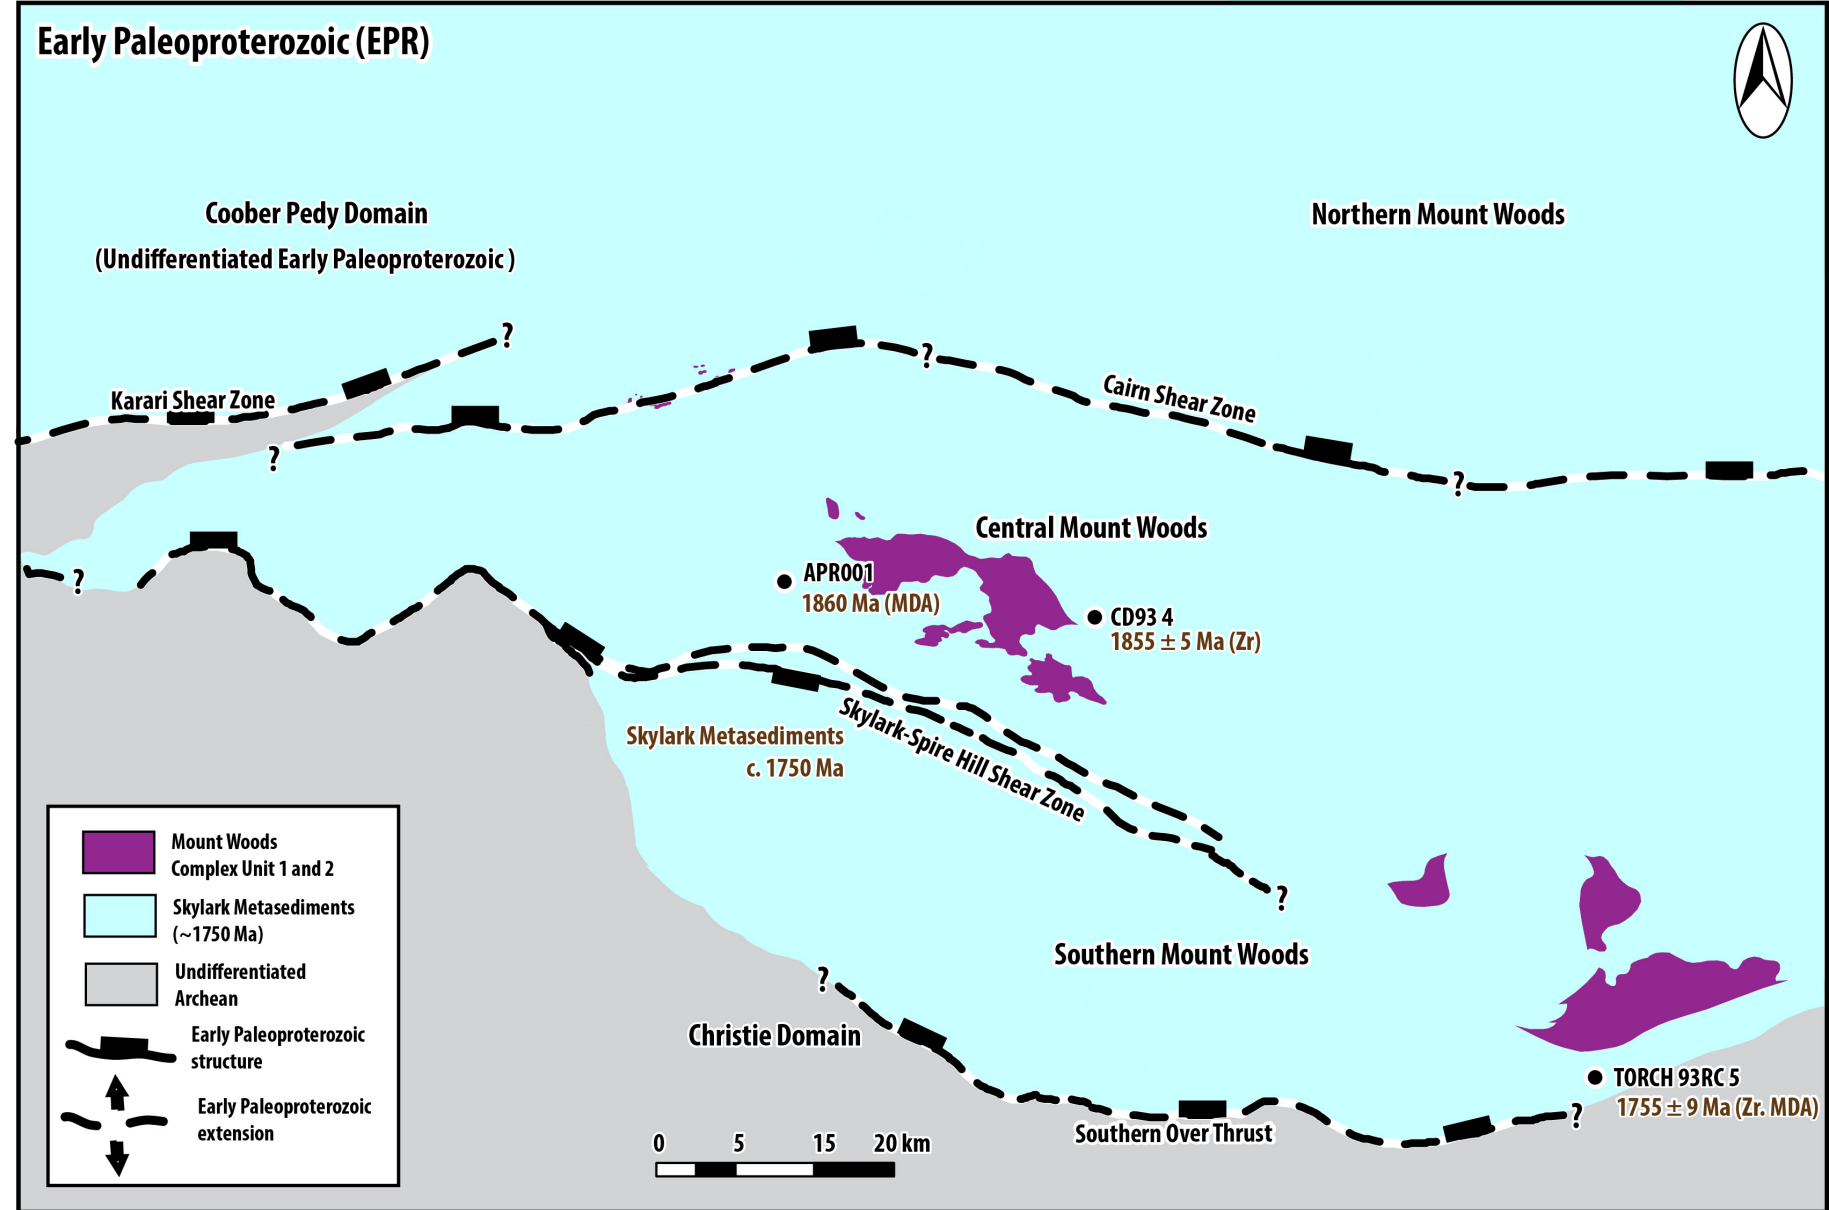 Early Paleoproterozoic (EPR)
Coober Pedy Domain
(Undifferentiated Early Paleoproterozoic )
Northern Mount Woods
?
?
Karari Shear Zone
Cairn Shear Zone
?
?
Central Mount Woods
?
APR001
1860 Ma (MDA)
CD93 4
1855 ± 5 Ma (Zr)
Skylark-Spire Hill Shear Zone
Skylark Metasediments
c. 1750 Ma
?
Southern Mount Woods
?
Christie Domain
TORCH 93RC 5
1755 ± 9 Ma (Zr. MDA)
?
Southern Over Thrust
Mount Woods
Complex Unit 1 and 2
Skylark Metasediments
(~1750 Ma)
Undifferentiated
Archean
Early Paleoproterozoic
structure
Early Paleoproterozoic
extension
0 5 15 20 km